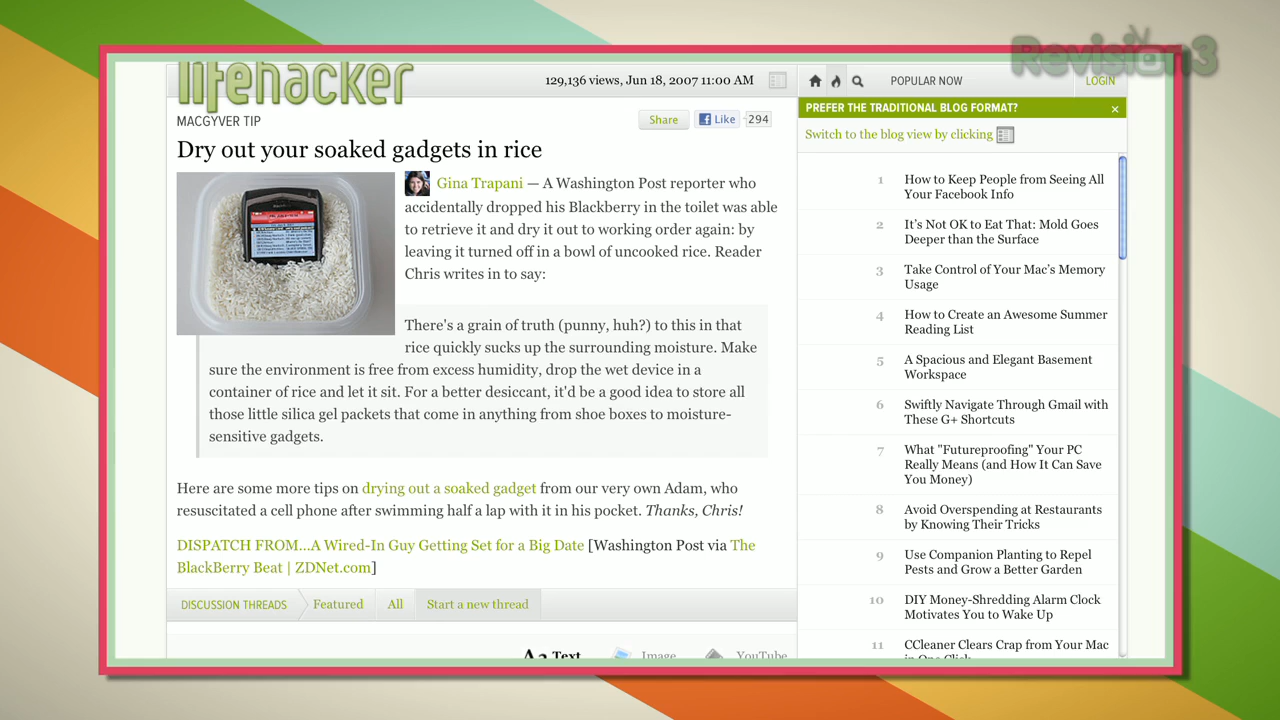 Revision3
lifehacker
129,136 views, Jun 18, 2007 11:00 AM
POPULAR NOW
LOGIN
MACGYVER TIP
Share
Like
294
Dry out your soaked gadgets in rice
Gina Trapani — A Washington Post reporter who
accidentally dropped his Blackberry in the toilet was able
to retrieve it and dry it out to working order again: by
leaving it turned off in a bowl of uncooked rice. Reader
Chris writes in to say:
There's a grain of truth (punny, huh?) to this in that
rice quickly sucks up the surrounding moisture. Make
sure the environment is free from excess humidity, drop the wet device in a
container of rice and let it sit. For a better desiccant, it'd be a good idea to store all
those little silica gel packets that come in anything from shoe boxes to moisture-
sensitive gadgets.
Here are some more tips on drying out a soaked gadget from our very own Adam, who
resuscitated a cell phone after swimming half a lap with it in his pocket. Thanks, Chris!
DISPATCH FROM...A Wired-In Guy Getting Set for a Big Date [Washington Post via The
BlackBerry Beat | ZDNet.com]
DISCUSSION THREADS
Featured
All
Start a new thread
Aa Text
Image
YouTube
PREFER THE TRADITIONAL BLOG FORMAT?
×
Switch to the blog view by clicking
1 How to Keep People from Seeing All
Your Facebook Info
2 It's Not OK to Eat That: Mold Goes
Deeper than the Surface
3 Take Control of Your Mac's Memory
Usage
4 How to Create an Awesome Summer
Reading List
5 A Spacious and Elegant Basement
Workspace
6 Swiftly Navigate Through Gmail with
These G+ Shortcuts
7 What "Futureproofing" Your PC
Really Means (and How It Can Save
You Money)
8 Avoid Overspending at Restaurants
by Knowing Their Tricks
9 Use Companion Planting to Repel
Pests and Grow a Better Garden
10 DIY Money-Shredding Alarm Clock
Motivates You to Wake Up
11 CCleaner Clears Crap from Your Mac
in One Click